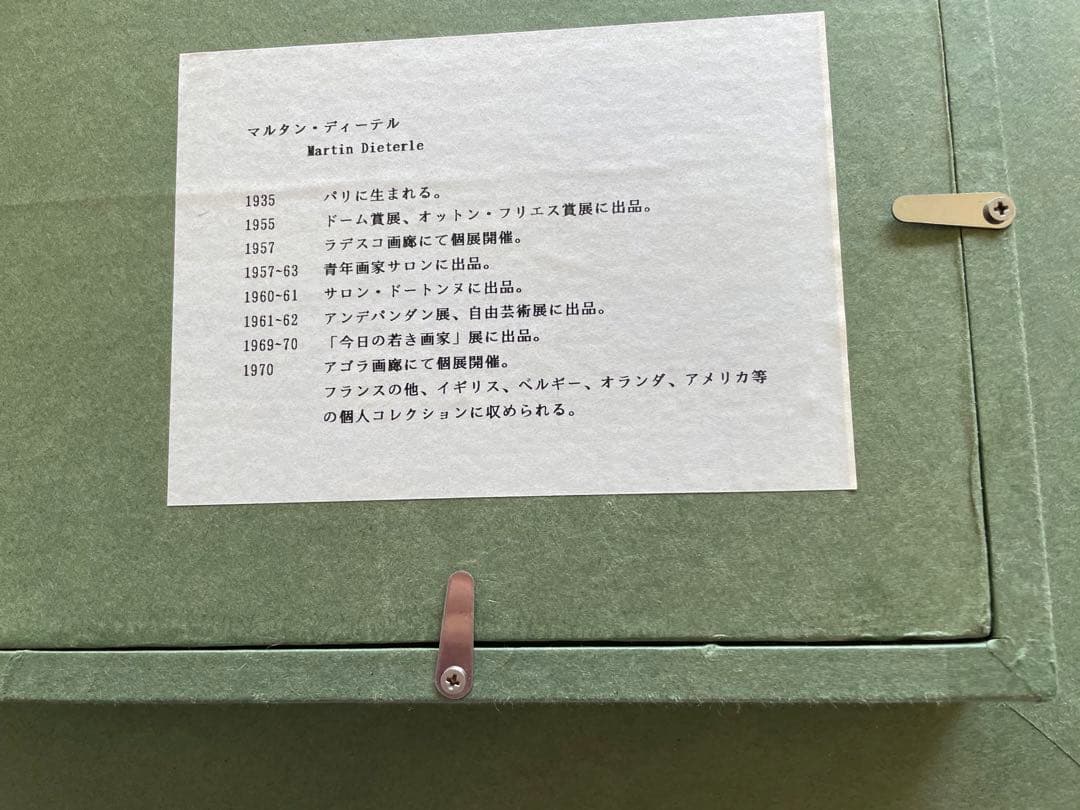 マルタン・ディーテル
Martin Dieterle
1935 パリに生まれる。
1955 ドーム賞展、オットン・フリエス賞展に出品。
1957 ラデスコ画廊にて個展開催。
1957~63 青年画家サロンに出品。
1960~61 サロン・ドートンヌに出品。
1961~62 アンデパンダン展、自由芸術展に出品。
1969~70 「今日の若き画家」展に出品。
1970 アゴラ画廊にて個展開催。
フランスの他、イギリス、ベルギー、オランダ、アメリカ等
の個人コレクションに収められる。